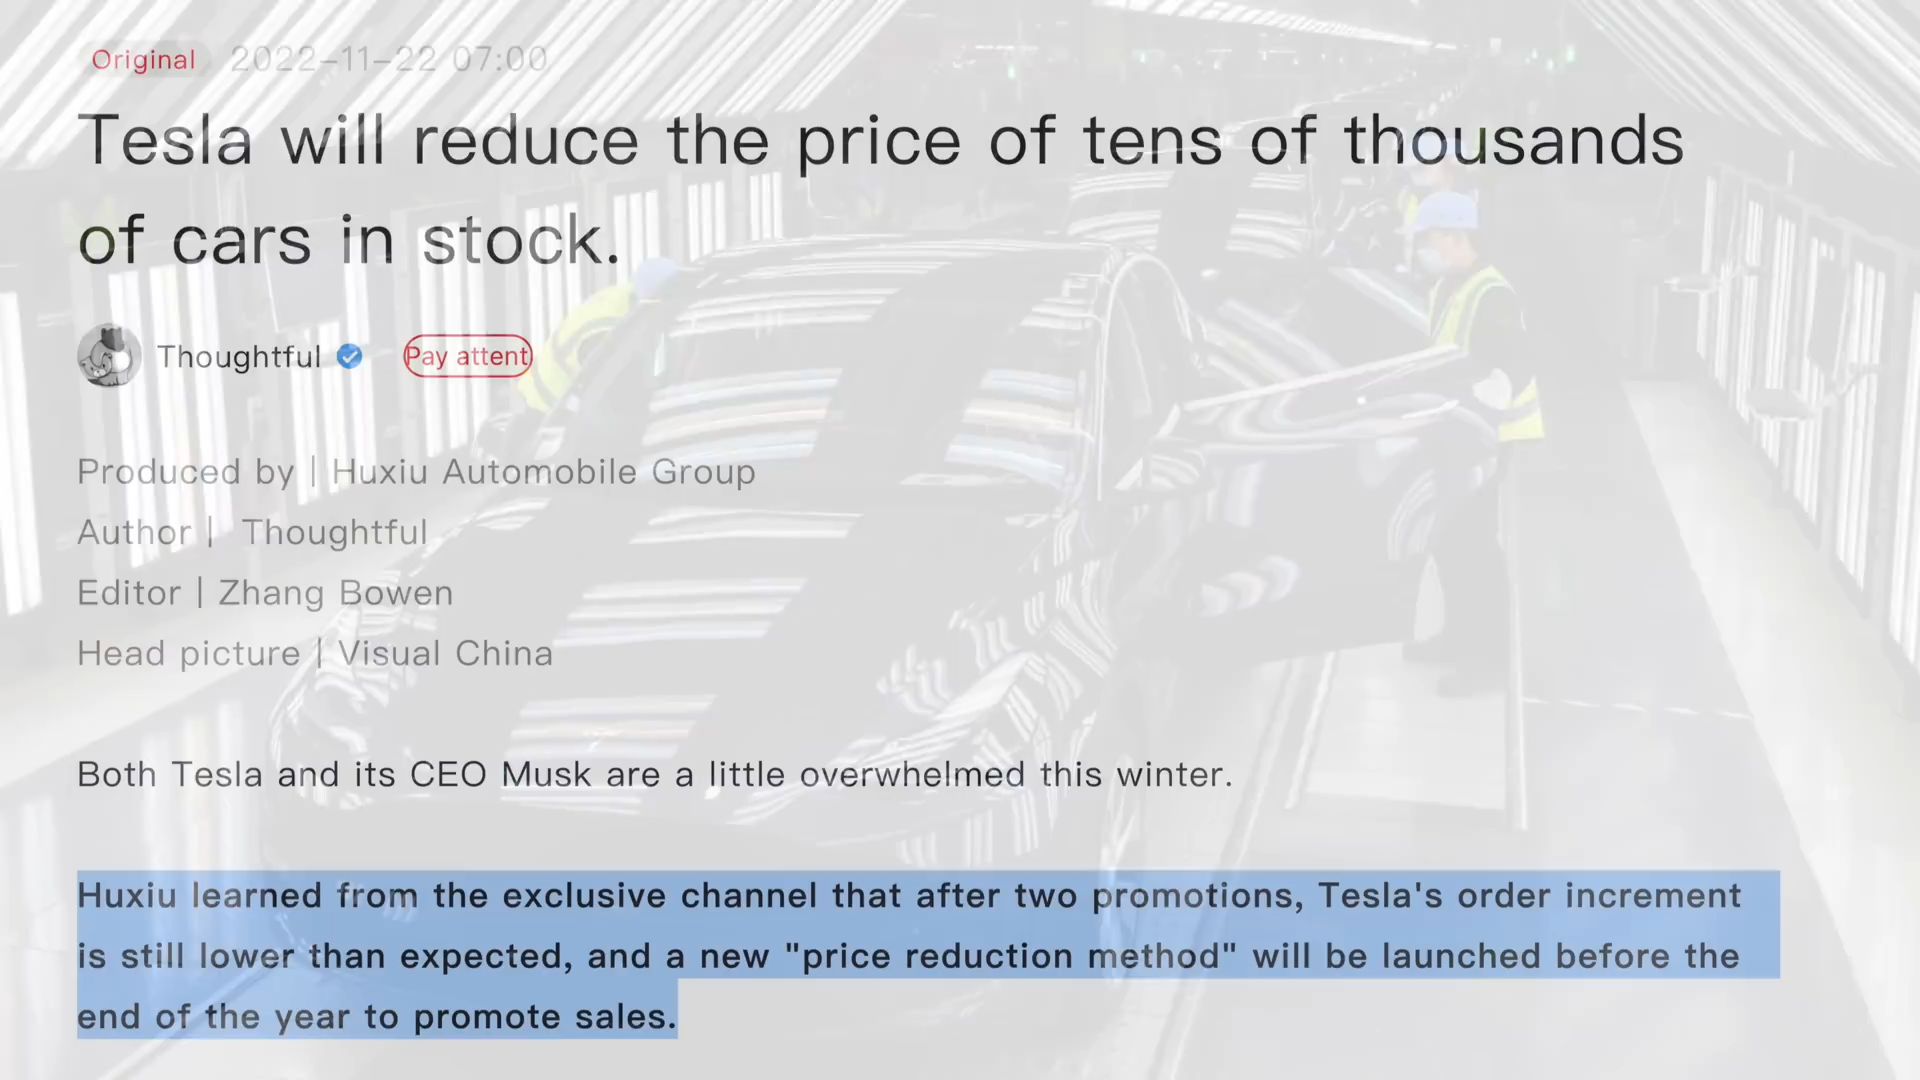 Original 2022-11-22 07:00
Tesla will reduce the price of tens of thousands
of cars in stock.
Thoughtful Pay attent
Produced by | Huxiu Automobile Group
Author | Thoughtful
Editor | Zhang Bowen
Head picture | Visual China
Both Tesla and its CEO Musk are a little overwhelmed this winter.
Huxiu learned from the exclusive channel that after two promotions, Tesla's order increment
is still lower than expected, and a new "price reduction method" will be launched before the
end of the year to promote sales.